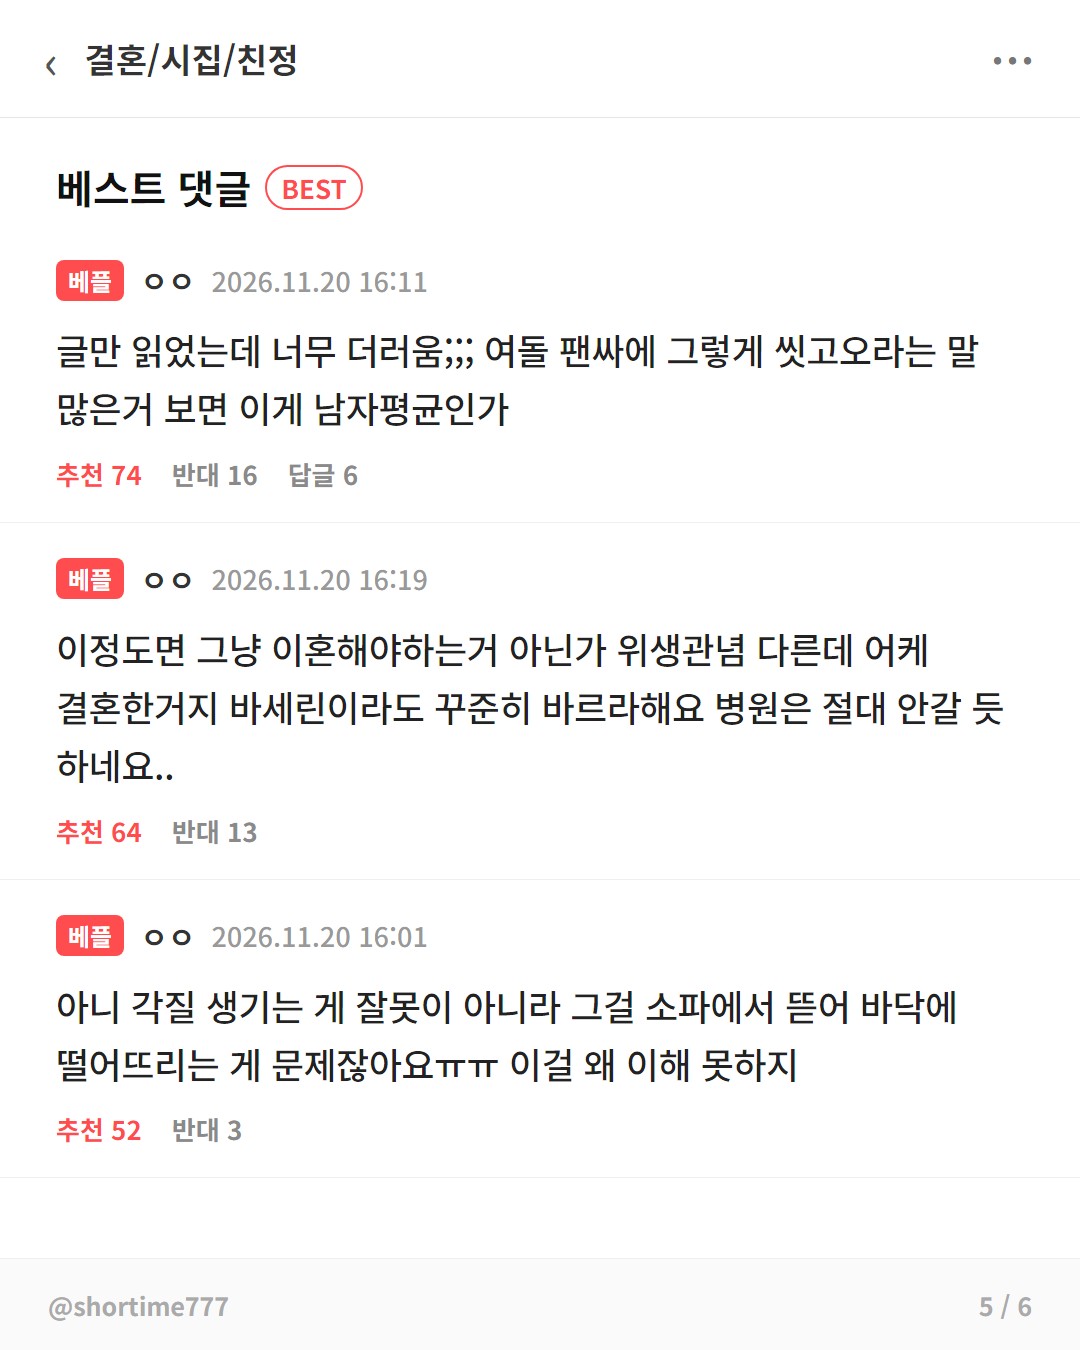 ‹ 결혼/시집/친정 •••
베스트 댓글 BEST
베플 ㅇㅇ 2026.11.20 16:11
글만 읽었는데 너무 더러움;;; 여돌 팬싸에 그렇게 씻고오라는 말
많은거 보면 이게 남자평균인가
추천 74 반대 16 답글 6
베플 ㅇㅇ 2026.11.20 16:19
이정도면 그냥 이혼해야하는거 아닌가 위생관념 다른데 어케
결혼한거지 바세린이라도 꾸준히 바르라해요 병원은 절대 안갈 듯
하네요..
추천 64 반대 13
베플 ㅇㅇ 2026.11.20 16:01
아니 각질 생기는 게 잘못이 아니라 그걸 소파에서 뜯어 바닥에
떨어뜨리는 게 문제잖아요ㅠㅠ 이걸 왜 이해 못하지
추천 52 반대 3
@shortime777 5 / 6